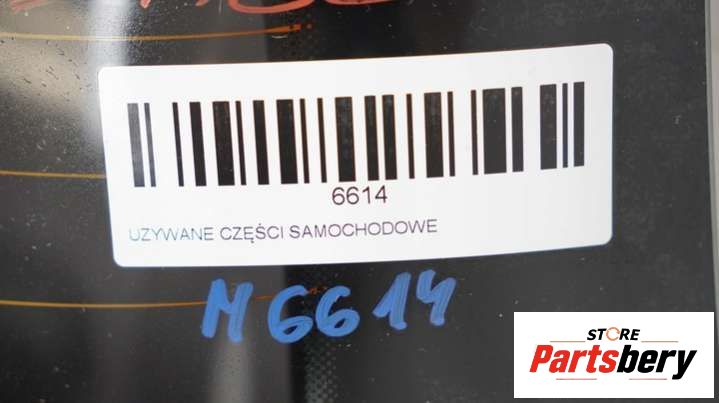 6614
UZYWANE CZĘŚCI SAMOCHODOWE
M 6614
STORE
Partsbery